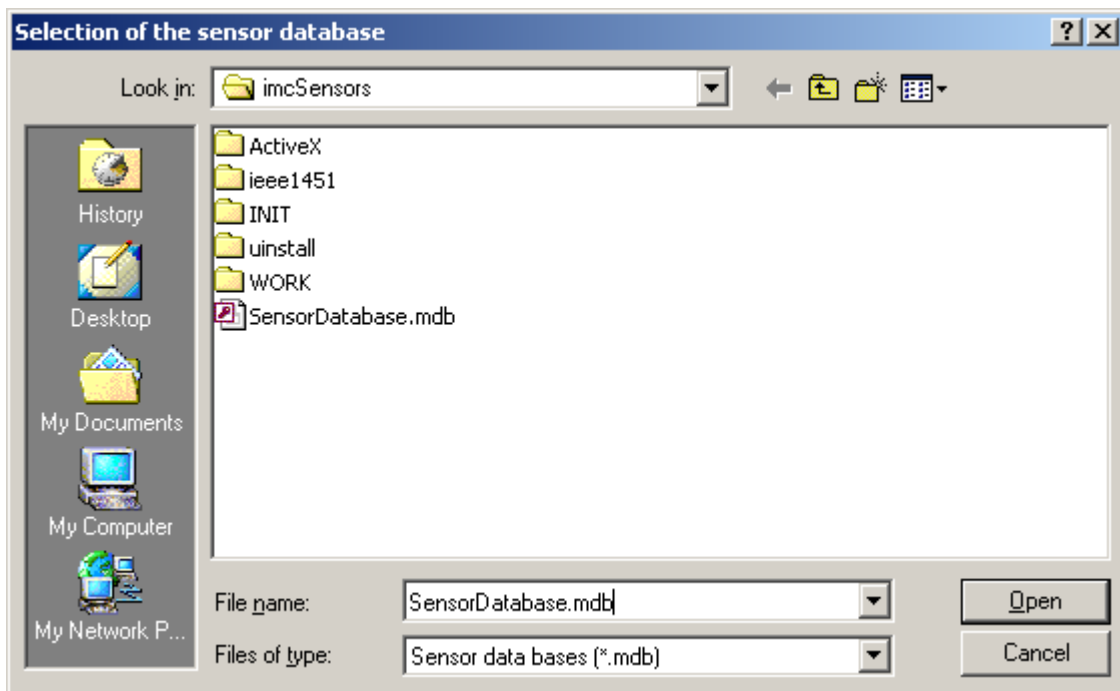 Selection of the sensor database
Look in: imcSensors
History
Desktop
My Documents
My Computer
My Network P...
ActiveX
ieee1451
INIT
uinstall
WORK
SensorDatabase.mdb
File name: SensorDatabase.mdb Open
Files of type: Sensor data bases (*.mdb) Cancel